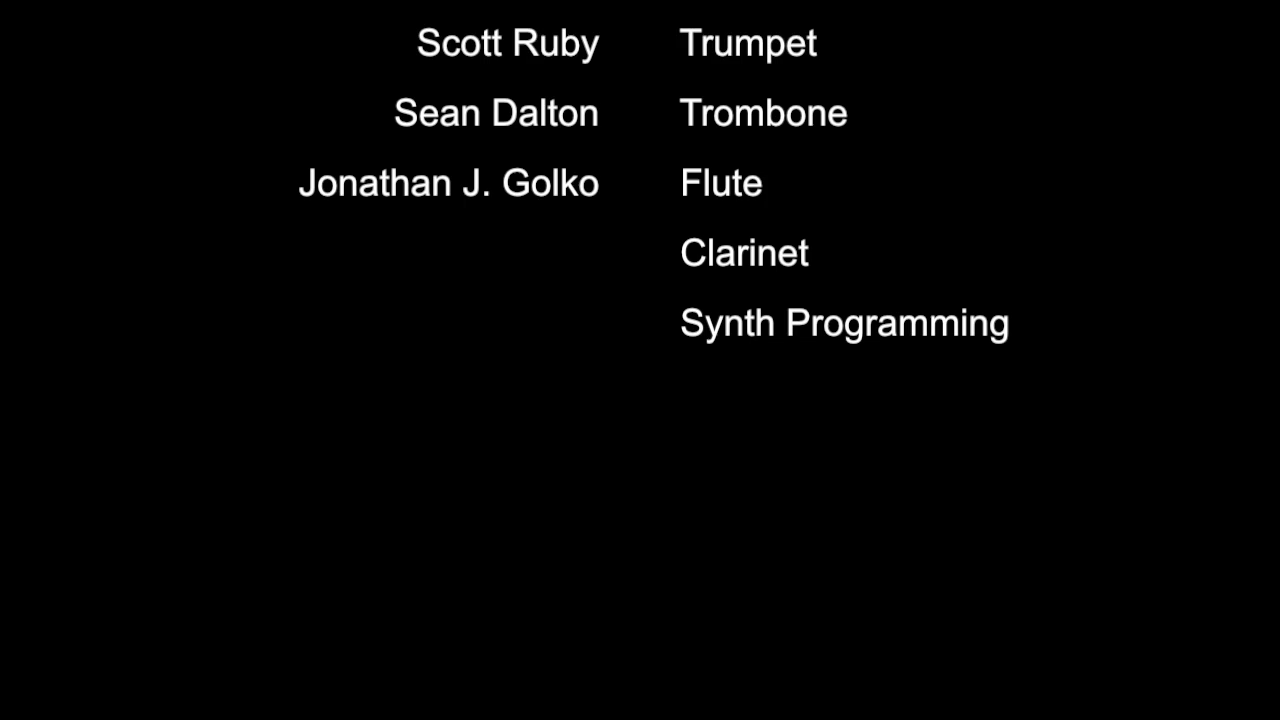 Scott Ruby Trumpet
Sean Dalton Trombone
Jonathan J. Golko Flute
Clarinet
Synth Programming